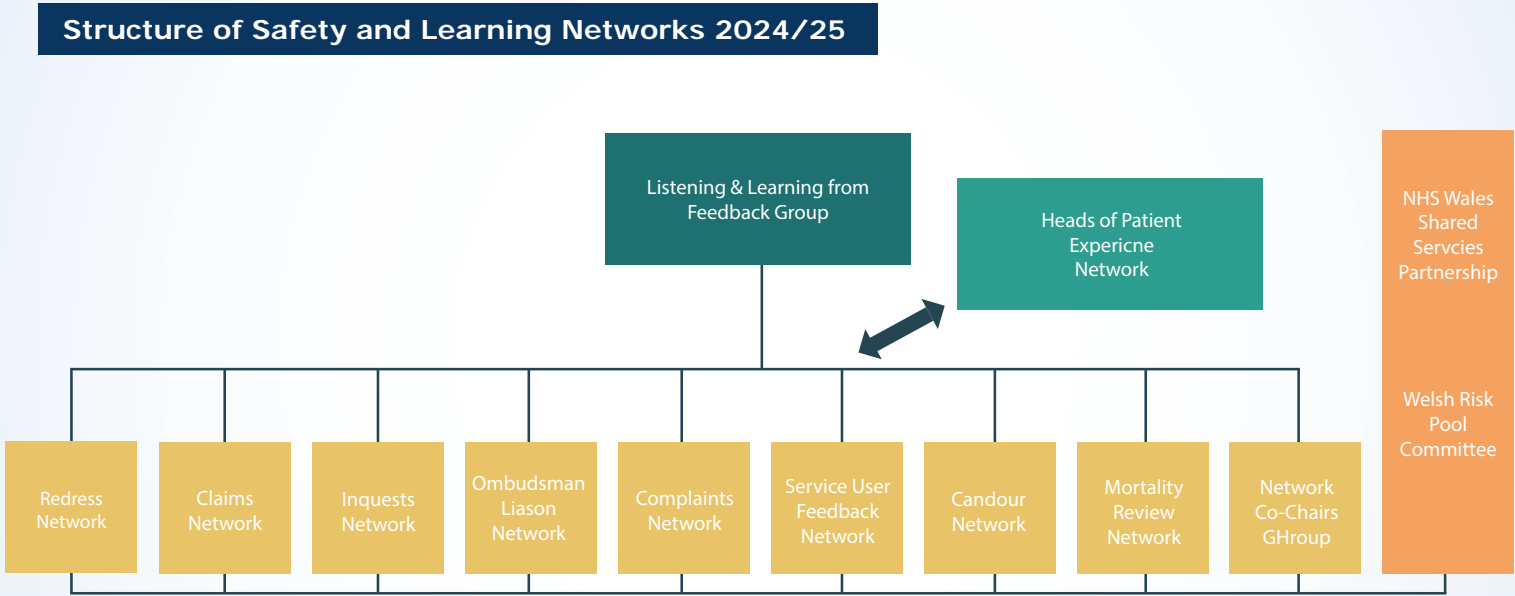 Structure of Safety and Learning Networks 2024/25
Listening & Learning from
Feedback Group
Heads of Patient
Expericne
Network
NHS Wales
Shared
Servcies
Partnership
Welsh Risk
Pool
Committee
Redress
Network
Claims
Network
Inquests
Network
Ombudsman
Liason
Network
Complaints
Network
Service User
Feedback
Network
Candour
Network
Mortality
Review
Network
Network
Co-Chairs
GHroup